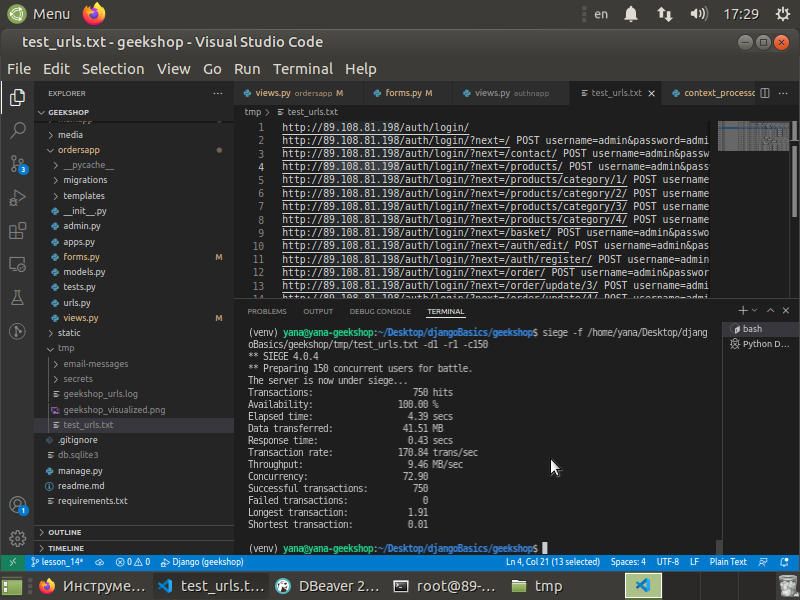 Menu
en
17:29
test_urls.txt - geekshop - Visual Studio Code
File Edit Selection View Go Run Terminal Help
EXPLORER
GEEKSHOP
media
ordersapp
__pycache__
migrations
templates
__init__.py
admin.py
apps.py
forms.py M
models.py
tests.py
urls.py
views.py M
static
tmp
email-messages
secrets
geekshop_urls.log
geekshop_visualized.png
test_urls.txt
.gitignore
db.sqlite3
manage.py
readme.md
requirements.txt
OUTLINE
TIMELINE
3
1
views.py ordersapp M
forms.py M
views.py authnapp
test_urls.txt
context_processo
tmp > test_urls.txt
1 http://89.108.81.198/auth/login/
2 http://89.108.81.198/auth/login/?next=/ POST username=admin&password=admi
3 http://89.108.81.198/auth/login/?next=/contact/ POST username=admin&passw
4 http://89.108.81.198/auth/login/?next=/products/ POST username=admin&pass
5 http://89.108.81.198/auth/login/?next=/products/category/1/ POST username
6 http://89.108.81.198/auth/login/?next=/products/category/2/ POST username
7 http://89.108.81.198/auth/login/?next=/products/category/3/ POST username
8 http://89.108.81.198/auth/login/?next=/products/category/4/ POST username
9 http://89.108.81.198/auth/login/?next=/basket/ POST username=admin&passwo
10 http://89.108.81.198/auth/login/?next=/auth/edit/ POST username=admin&pas
11 http://89.108.81.198/auth/login/?next=/auth/register/ POST username=admin
12 http://89.108.81.198/auth/login/?next=/order/ POST username=admin&passwor
13 http://89.108.81.198/auth/login/?next=/order/update/3/ POST username=admi
14 http://89.108.81.198/auth/login/?next=/order/update/4/ POST username=admi
PROBLEMS OUTPUT DEBUG CONSOLE TERMINAL
bash
Python D...
(venv) yana@yana-geekshop:~/Desktop/djangoBasics/geekshop$ siege -f /home/yana/Desktop/djang
oBasics/geekshop/tmp/test_urls.txt -d1 -r1 -c150
** SIEGE 4.0.4
** Preparing 150 concurrent users for battle.
The server is now under siege...
Transactions: 750 hits
Availability: 100.00 %
Elapsed time: 4.39 secs
Data transferred: 41.51 MB
Response time: 0.43 secs
Transaction rate: 170.84 trans/sec
Throughput: 9.46 MB/sec
Concurrency: 72.90
Successful transactions: 750
Failed transactions: 0
Longest transaction: 1.91
Shortest transaction: 0.01
(venv) yana@yana-geekshop:~/Desktop/djangoBasics/geekshop$
lesson_14* 0 0 Django (geekshop) Ln 4, Col 21 (13 selected) Spaces: 4 UTF-8 LF Plain Text
Инструме... test_urls.t... DBeaver 2... root@89-... tmp